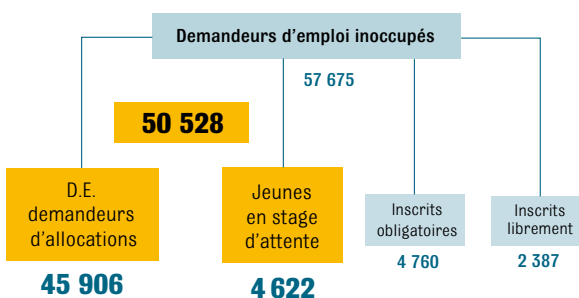 Demandeurs d'emploi inoccupés
57 675
50 528
D.E.
demandeurs
d'allocations
45 906
Jeunes
en stage
d'attente
4 622
Inscrits
obligatoires
4 760
Inscrits
librement
2 387